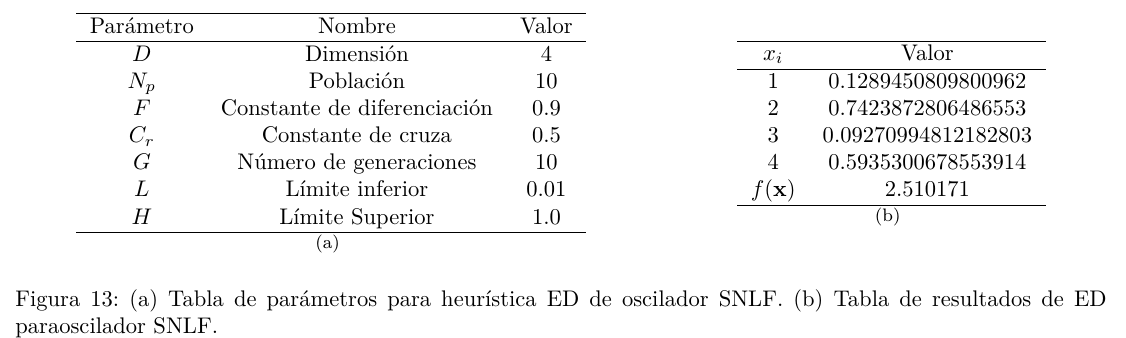 Parámetro Nombre Valor
D Dimensión 4
N_p Población 10
F Constante de diferenciación 0.9
C_r Constante de cruza 0.5
G Número de generaciones 10
L Límite inferior 0.01
H Límite Superior 1.0
(a)
x_i Valor
1 0.1289450809800962
2 0.7423872806486553
3 0.09270994812182803
4 0.5935300678553914
f(x) 2.510171
(b)
Figura 13: (a) Tabla de parámetros para heurística ED de oscilador SNLF. (b) Tabla de resultados de ED
paraoscilador SNLF.